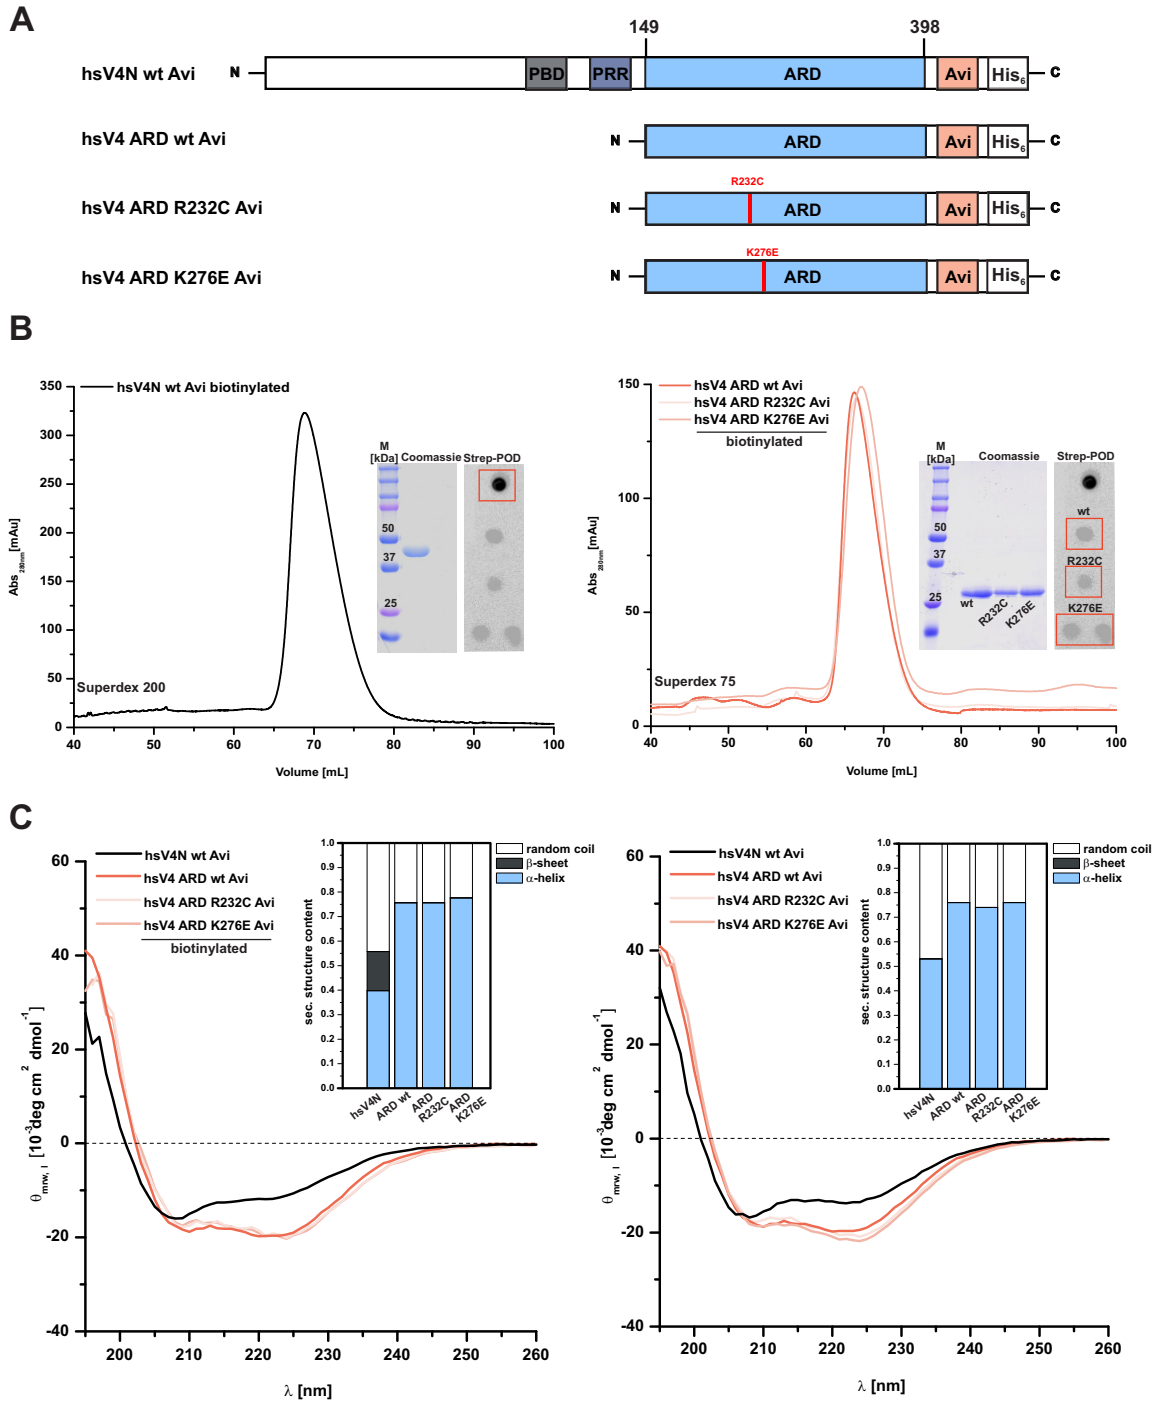 A
149 398
hsV4N wt Avi N PBD PRR ARD Avi His6 C
hsV4 ARD wt Avi N ARD Avi His6 C
R232C
hsV4 ARD R232C Avi N ARD Avi His6 C
K276E
hsV4 ARD K276E Avi N ARD Avi His6 C
B
hsV4N wt Avi biotinylated
M
[kDa] Coomassie Strep-POD
50
37
25
Superdex 200
350
300
250
200
150
100
50
0
40 50 60 70 80 90 100
Abs 280nm [mAu]
Volume [mL]
hsV4 ARD wt Avi
hsV4 ARD R232C Avi
hsV4 ARD K276E Avi
biotinylated
M
[kDa] Coomassie Strep-POD
50
37
25
wt R232C K276E
wt
R232C
K276E
Superdex 75
150
100
50
0
40 50 60 70 80 90 100
Abs 280nm [mAu]
Volume [mL]
C
hsV4N wt Avi
hsV4 ARD wt Avi
hsV4 ARD R232C Avi
hsV4 ARD K276E Avi
biotinylated
random coil
β-sheet
α-helix
1.0
0.9
0.8
0.7
0.6
0.5
0.4
0.3
0.2
0.1
0.0
sec. structure content
hsV4N ARD wt ARD R232C ARD K276E
60
40
20
0
-20
-40
200 210 220 230 240 250 260
θmrw, l [10⁻³deg cm² dmol⁻¹]
λ [nm]
hsV4N wt Avi
hsV4 ARD wt Avi
hsV4 ARD R232C Avi
hsV4 ARD K276E Avi
random coil
β-sheet
α-helix
1.0
0.9
0.8
0.7
0.6
0.5
0.4
0.3
0.2
0.1
0.0
sec. structure content
hsV4N ARD wt ARD R232C ARD K276E
60
40
20
0
-20
-40
200 210 220 230 240 250 260
θmrw, l [10⁻³deg cm² dmol⁻¹]
λ [nm]